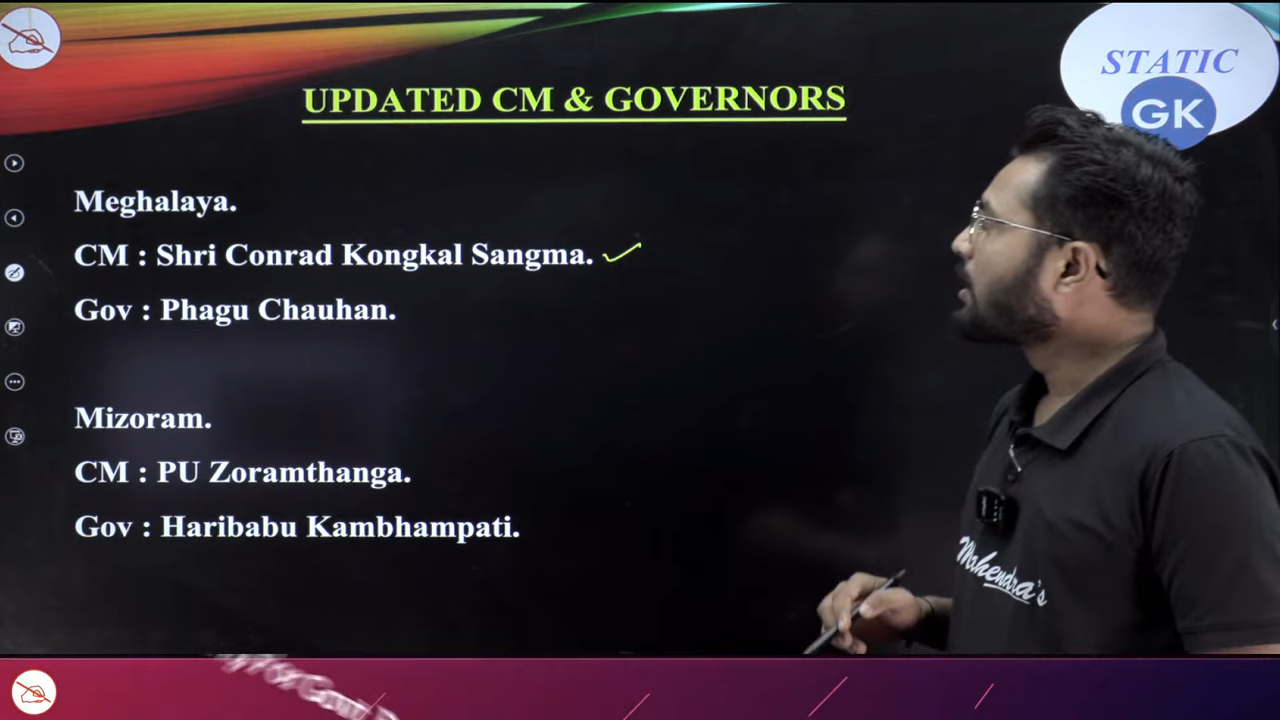 STATIC
GK
UPDATED CM & GOVERNORS
Meghalaya.
CM : Shri Conrad Kongkal Sangma.
Gov : Phagu Chauhan.
Mizoram.
CM : PU Zoramthanga.
Gov : Haribabu Kambhampati.
Mahendra's